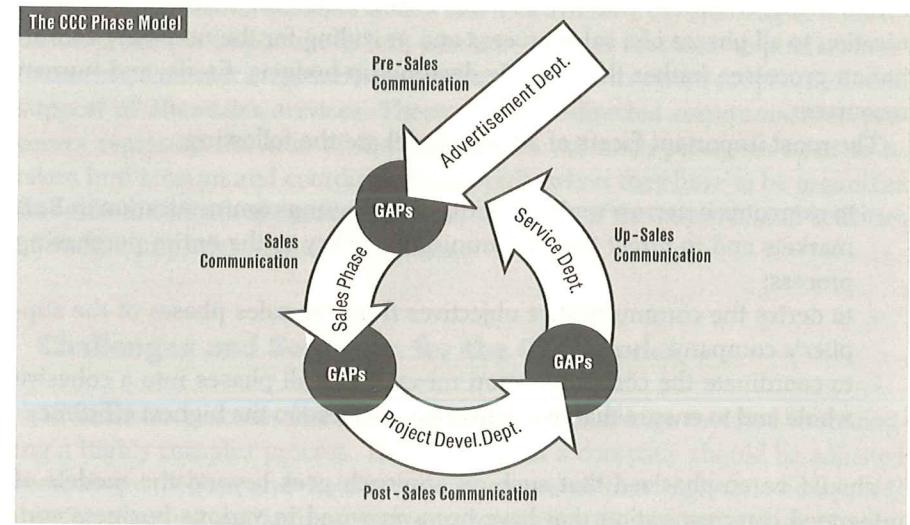 The CCC Phase Model
Pre-Sales
Communication
Advertisement Dept.
GAPs
Sales
Communication
Sales Phase
Service Dept.
Up-Sales
Communication
GAPs
GAPs
Project Devel.Dept.
Post-Sales Communication